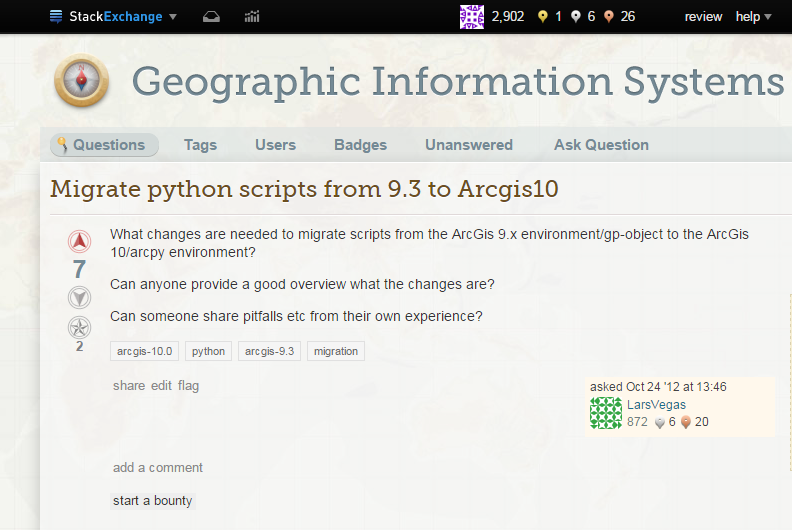 StackExchange 2,902 1 6 26 review help
N
Geographic Information Systems
Questions Tags Users Badges Unanswered Ask Question
Migrate python scripts from 9.3 to Arcgis10
What changes are needed to migrate scripts from the ArcGis 9.x environment/gp-object to the ArcGis
10/arcpy environment?
7
Can anyone provide a good overview what the changes are?
Can someone share pitfalls etc from their own experience?
2
arcgis-10.0 python arcgis-9.3 migration
share edit flag
asked Oct 24 '12 at 13:46
LarsVegas
872 6 20
add a comment
start a bounty